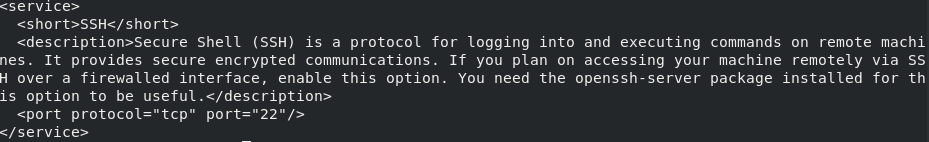 <service>
  <short>SSH</short>
  <description>Secure Shell (SSH) is a protocol for logging into and executing commands on remote machi
nes. It provides secure encrypted communications. If you plan on accessing your machine remotely via SS
H over a firewalled interface, enable this option. You need the openssh-server package installed for th
is option to be useful.</description>
  <port protocol="tcp" port="22"/>
</service>